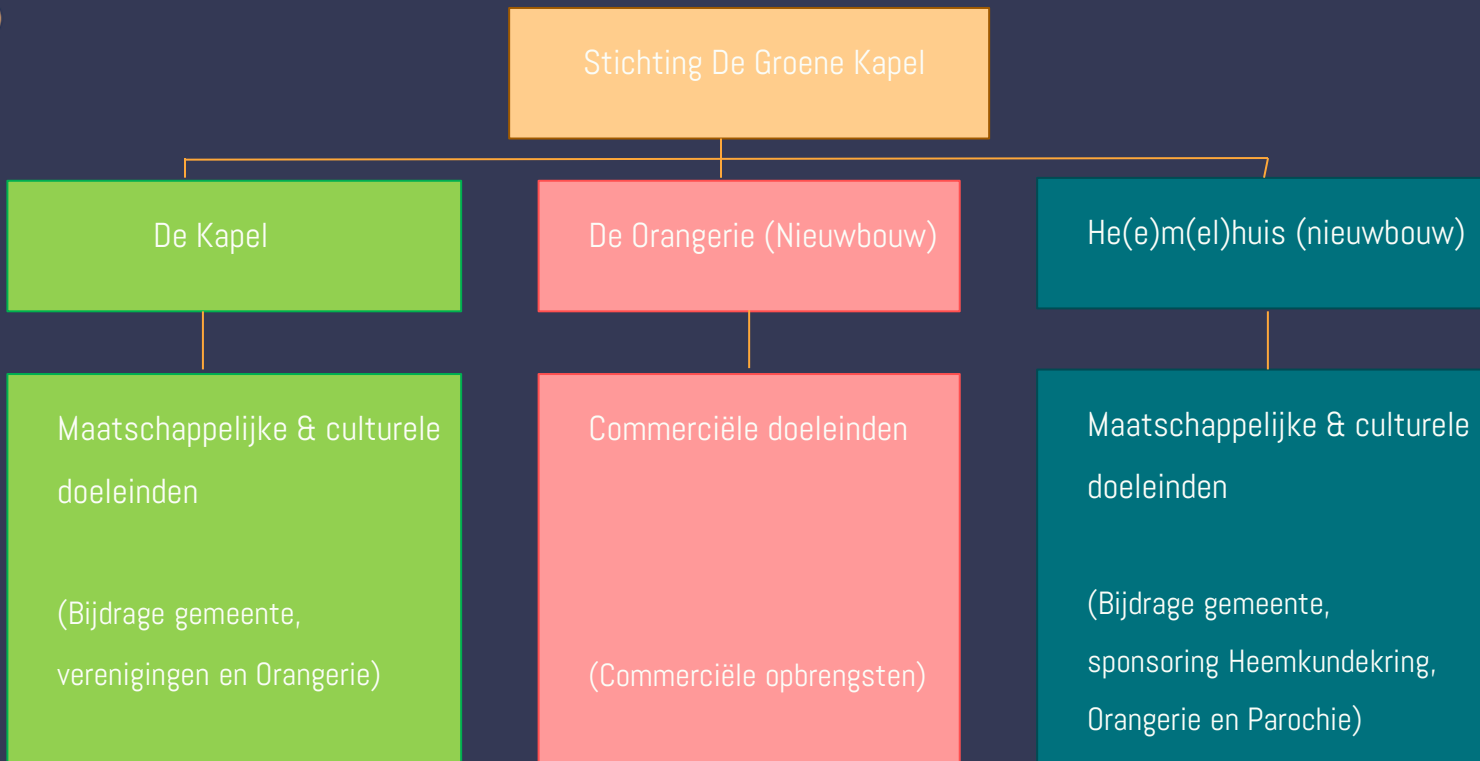 Stichting De Groene Kapel
De Kapel
De Orangerie (Nieuwbouw)
He(e)m(el)huis (nieuwbouw)
Maatschappelijke & culturele
doeleinden
(Bijdrage gemeente,
verenigingen en Orangerie)
Commerciële doeleinden
(Commerciële opbrengsten)
Maatschappelijke & culturele
doeleinden
(Bijdrage gemeente,
sponsoring Heemkundekring,
Orangerie en Parochie)